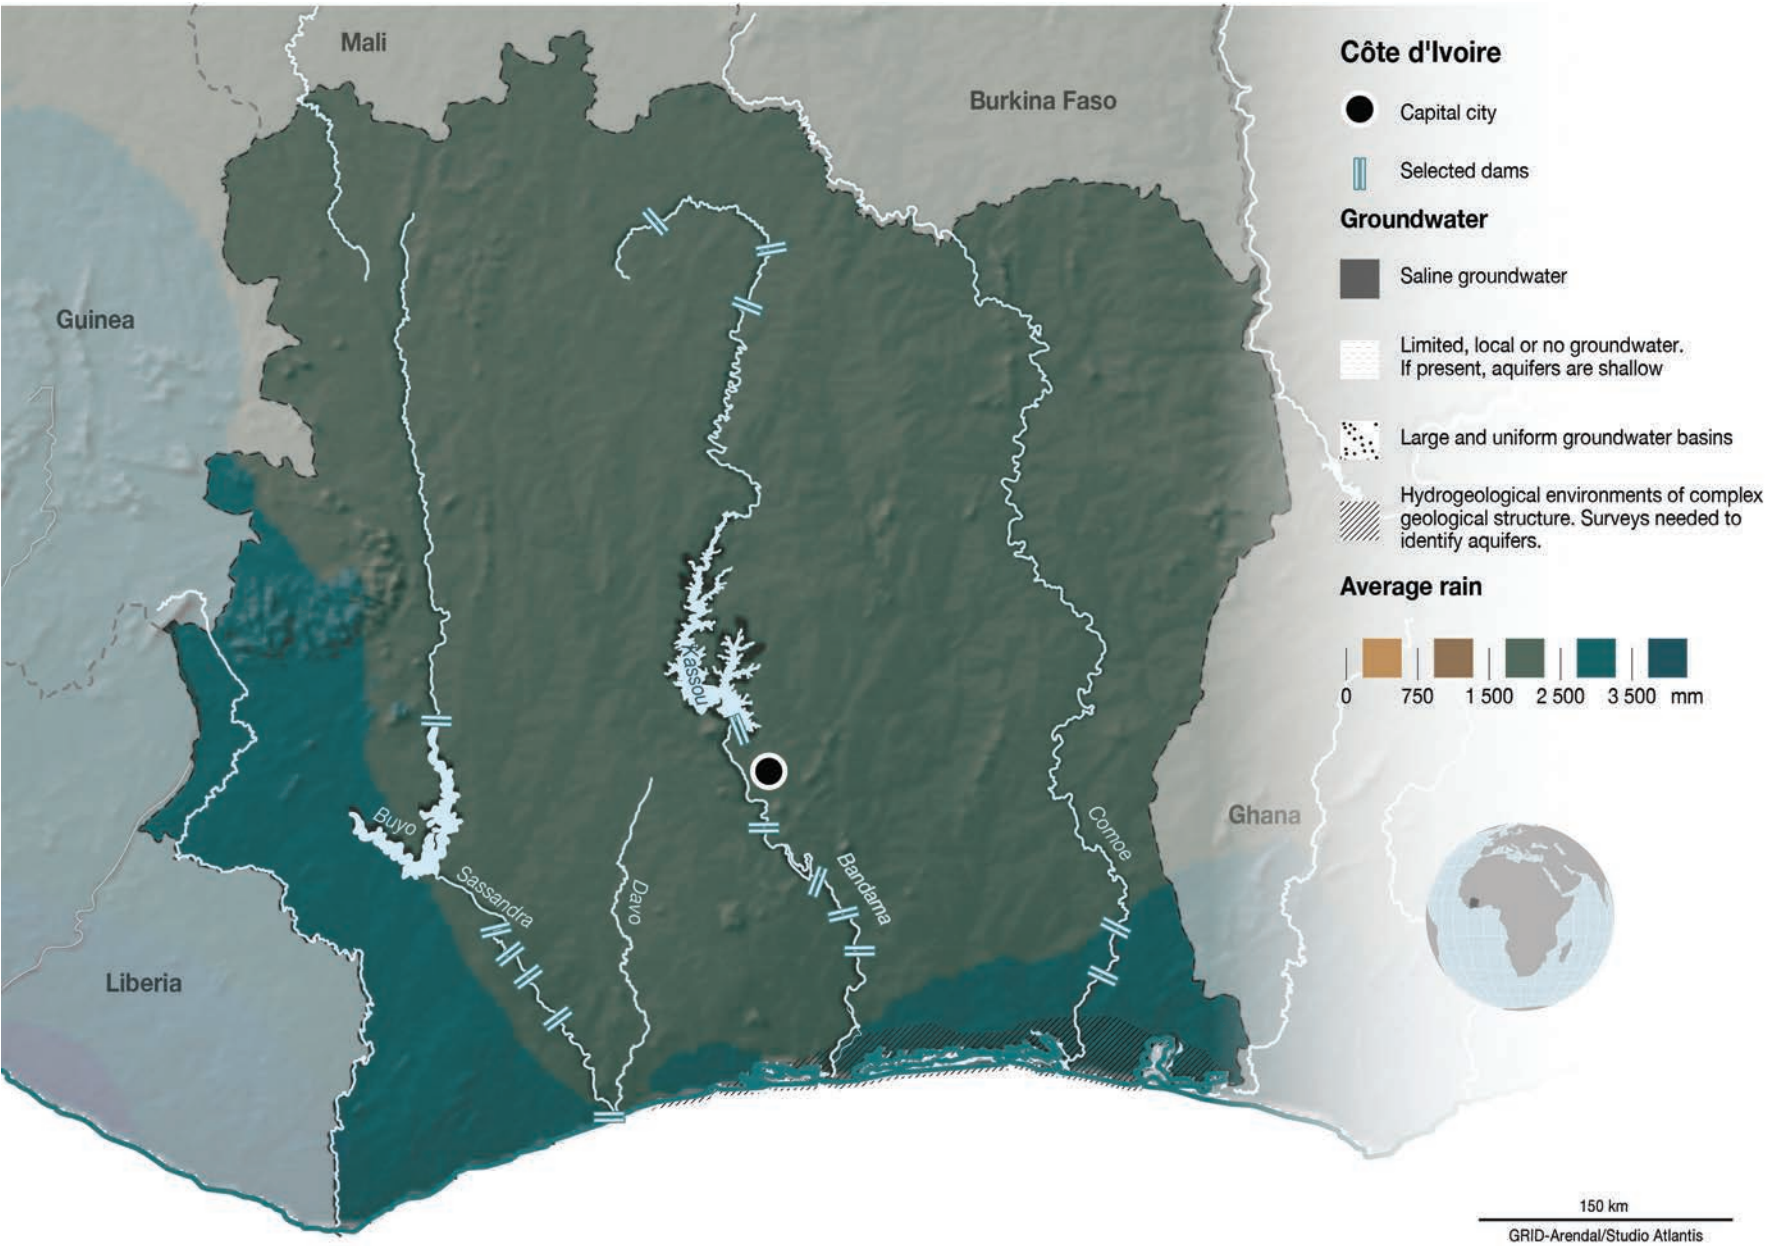 Mali
Burkina Faso
Guinea
Kassou
Buyo
Sassandra
Davo
Bandama
Comoe
Ghana
Liberia
Côte d'Ivoire
Capital city
Selected dams
Groundwater
Saline groundwater
Limited, local or no groundwater.
If present, aquifers are shallow
Large and uniform groundwater basins
Hydrogeological environments of complex
geological structure. Surveys needed to
identify aquifers.
Average rain
0 750 1 500 2 500 3 500 mm
150 km
GRID-Arendal/Studio Atlantis